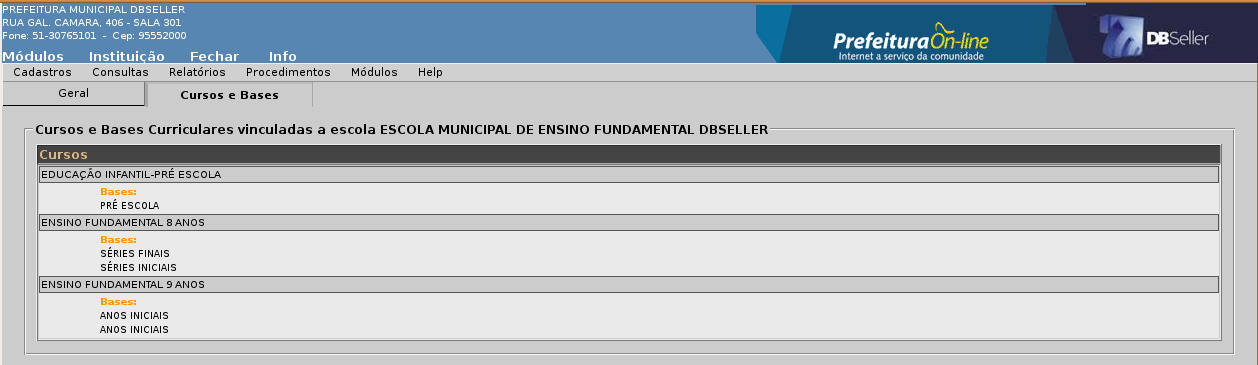 PREFEITURA MUNICIPAL DBSELLER
RUA GAL. CAMARA, 406 - SALA 301
Fone: 51-30765101 - Cep: 95552000
Prefeitura On-line
Internet a serviço da comunidade
DBSeller
Módulos Instituição Fechar Info
Cadastros Consultas Relatórios Procedimentos Módulos Help
Geral Cursos e Bases
Cursos e Bases Curriculares vinculadas a escola ESCOLA MUNICIPAL DE ENSINO FUNDAMENTAL DBSELLER
Cursos
EDUCAÇÃO INFANTIL-PRÉ ESCOLA
Bases:
PRÉ ESCOLA
ENSINO FUNDAMENTAL 8 ANOS
Bases:
SÉRIES FINAIS
SÉRIES INICIAIS
ENSINO FUNDAMENTAL 9 ANOS
Bases:
ANOS INICIAIS
ANOS INICIAIS